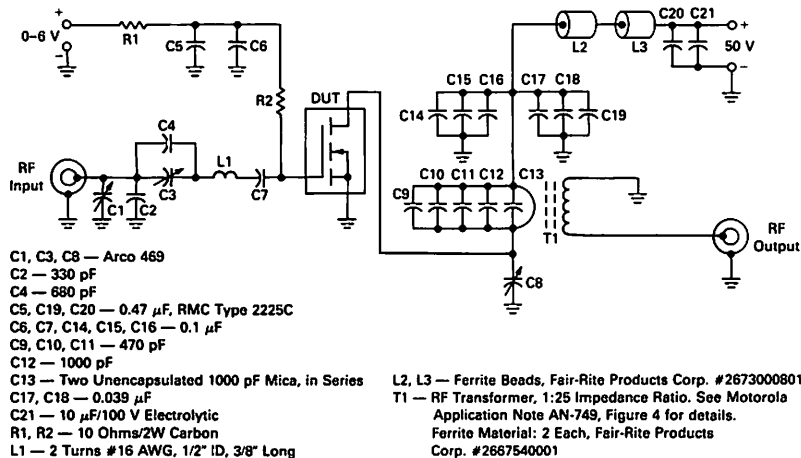 C20 C21
+
+
0–6 V
R1
C5
C6
L2
L3
50 V
–
–
R2
DUT
C15 C16 C17 C18
C14
C19
C4
RF
Input
L1
C3
C7
C1
C2
C10 C11 C12 C13
C9
T1
RF
Output
C8
C1, C3, C8 — Arco 469
C2 — 330 pF
C4 — 680 pF
C5, C19, C20 — 0.47 μF, RMC Type 2225C
C6, C7, C14, C15, C16 — 0.1 μF
C9, C10, C11 — 470 pF
C12 — 1000 pF
C13 — Two Unencapsulated 1000 pF Mica, in Series
C17, C18 — 0.039 μF
C21 — 10 μF/100 V Electrolytic
R1, R2 — 10 Ohms/2W Carbon
L1 — 2 Turns #16 AWG, 1/2" ID, 3/8" Long
L2, L3 — Ferrite Beads, Fair-Rite Products Corp. #2673000801
T1 — RF Transformer, 1:25 Impedance Ratio. See Motorola
Application Note AN-749, Figure 4 for details.
Ferrite Material: 2 Each, Fair-Rite Products
Corp. #2667540001